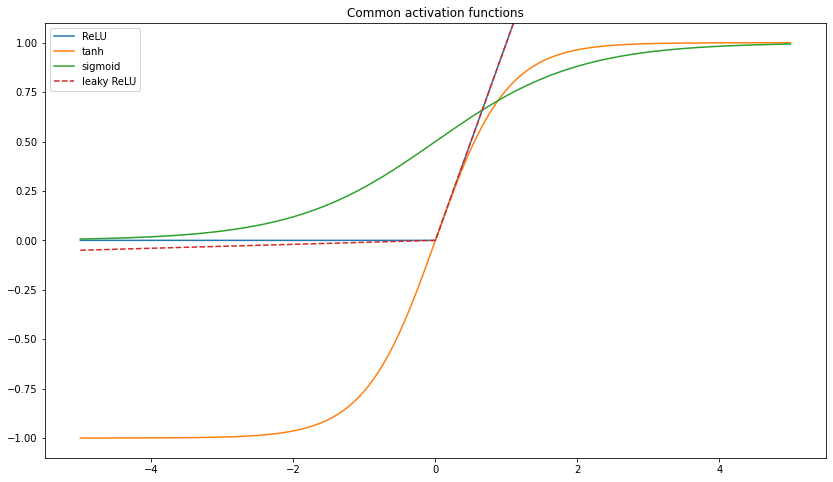 Common activation functions
ReLU
tanh
sigmoid
leaky ReLU
1.00
0.75
0.50
0.25
0.00
−0.25
−0.50
−0.75
−1.00
−4 −2 0 2 4